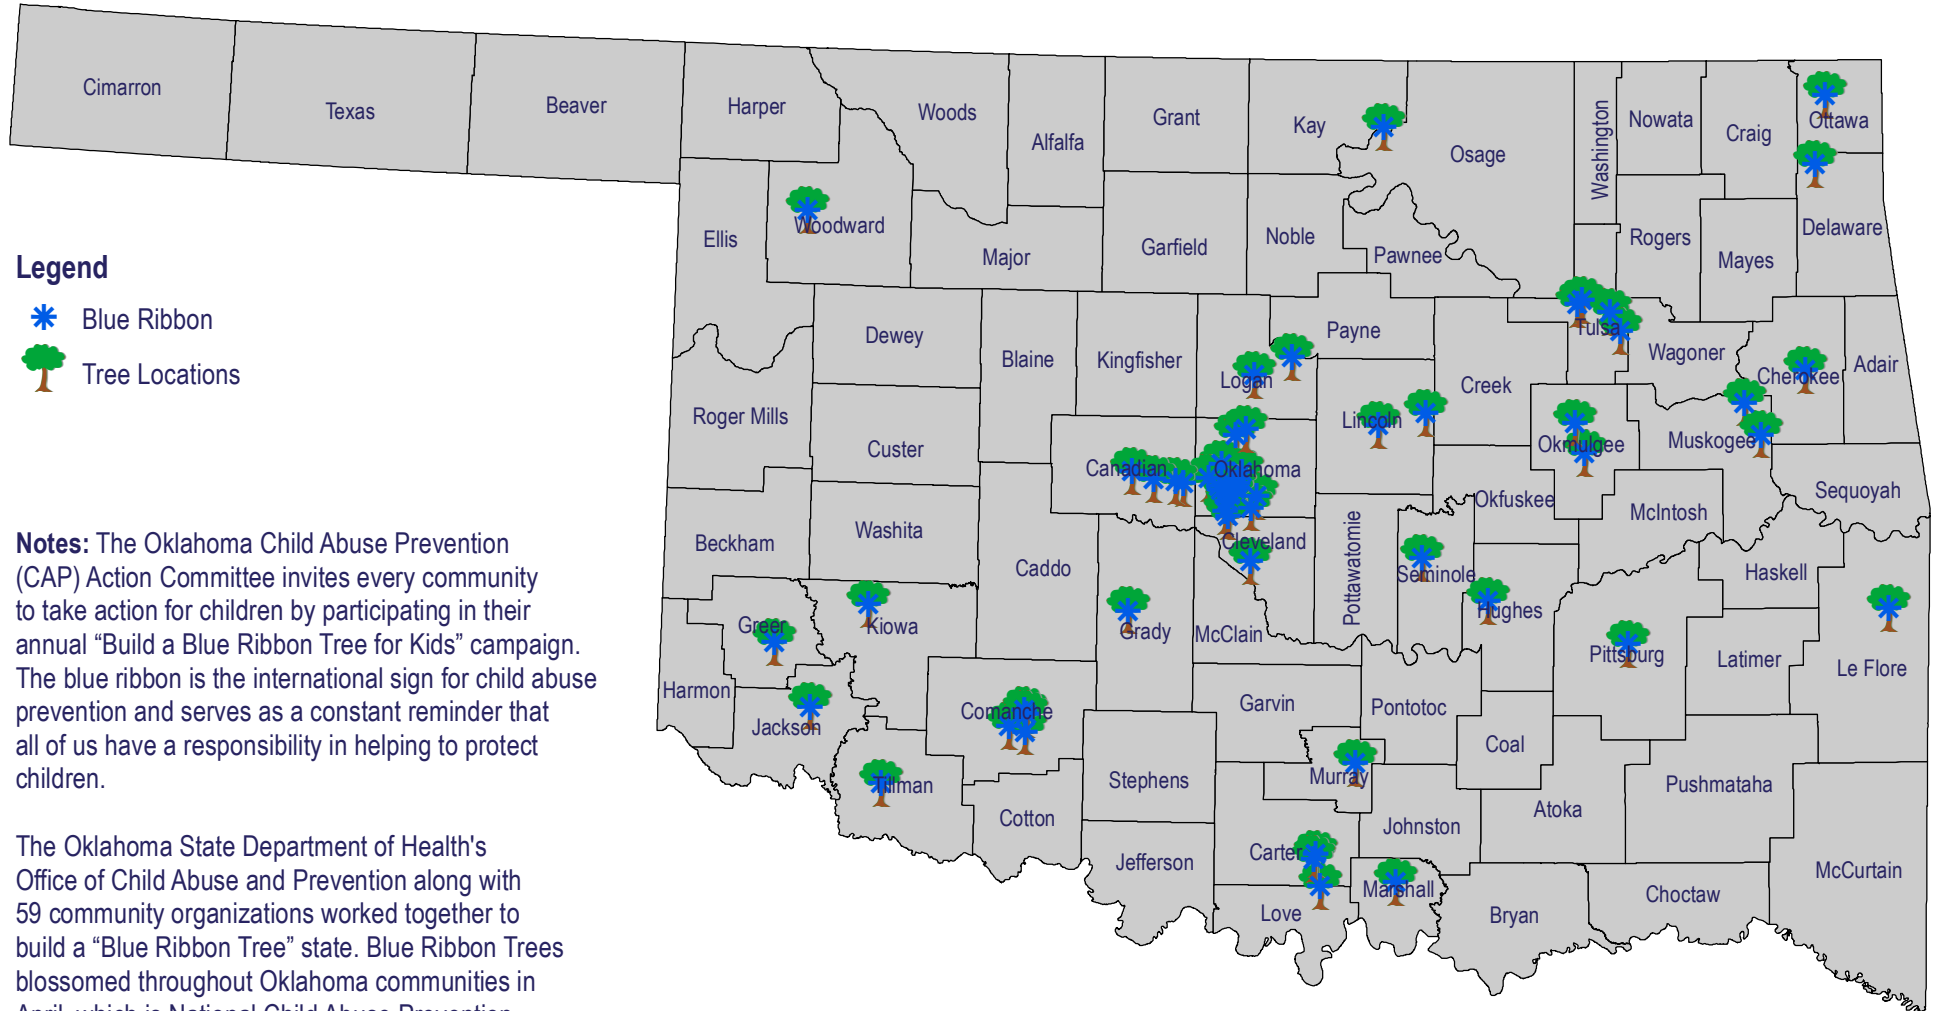 Cimarron
Texas
Beaver
Harper
Woods
Alfalfa
Grant
Kay
Osage
Washington
Nowata
Craig
Ottawa
Ellis
Woodward
Major
Garfield
Noble
Pawnee
Rogers
Mayes
Delaware
Legend
Blue Ribbon
Tree Locations
Dewey
Blaine
Kingfisher
Logan
Payne
Creek
Tulsa
Wagoner
Cherokee
Adair
Roger Mills
Custer
Canadian
Oklahoma
Lincoln
Okmulgee
Muskogee
Sequoyah
Beckham
Washita
Caddo
Cleveland
Pottawatomie
Seminole
Okfuskee
McIntosh
Haskell
Hughes
Greer
Kiowa
Grady
McClain
Pittsburg
Latimer
Le Flore
Harmon
Jackson
Comanche
Garvin
Pontotoc
Coal
Tillman
Cotton
Stephens
Murray
Johnston
Atoka
Pushmataha
Jefferson
Carter
Love
Marshall
Bryan
Choctaw
McCurtain
Notes: The Oklahoma Child Abuse Prevention
(CAP) Action Committee invites every community
to take action for children by participating in their
annual “Build a Blue Ribbon Tree for Kids” campaign.
The blue ribbon is the international sign for child abuse
prevention and serves as a constant reminder that
all of us have a responsibility in helping to protect
children.
The Oklahoma State Department of Health's
Office of Child Abuse and Prevention along with
59 community organizations worked together to
build a “Blue Ribbon Tree” state. Blue Ribbon Trees
blossomed throughout Oklahoma communities in
April, which is National Child Abuse Prevention